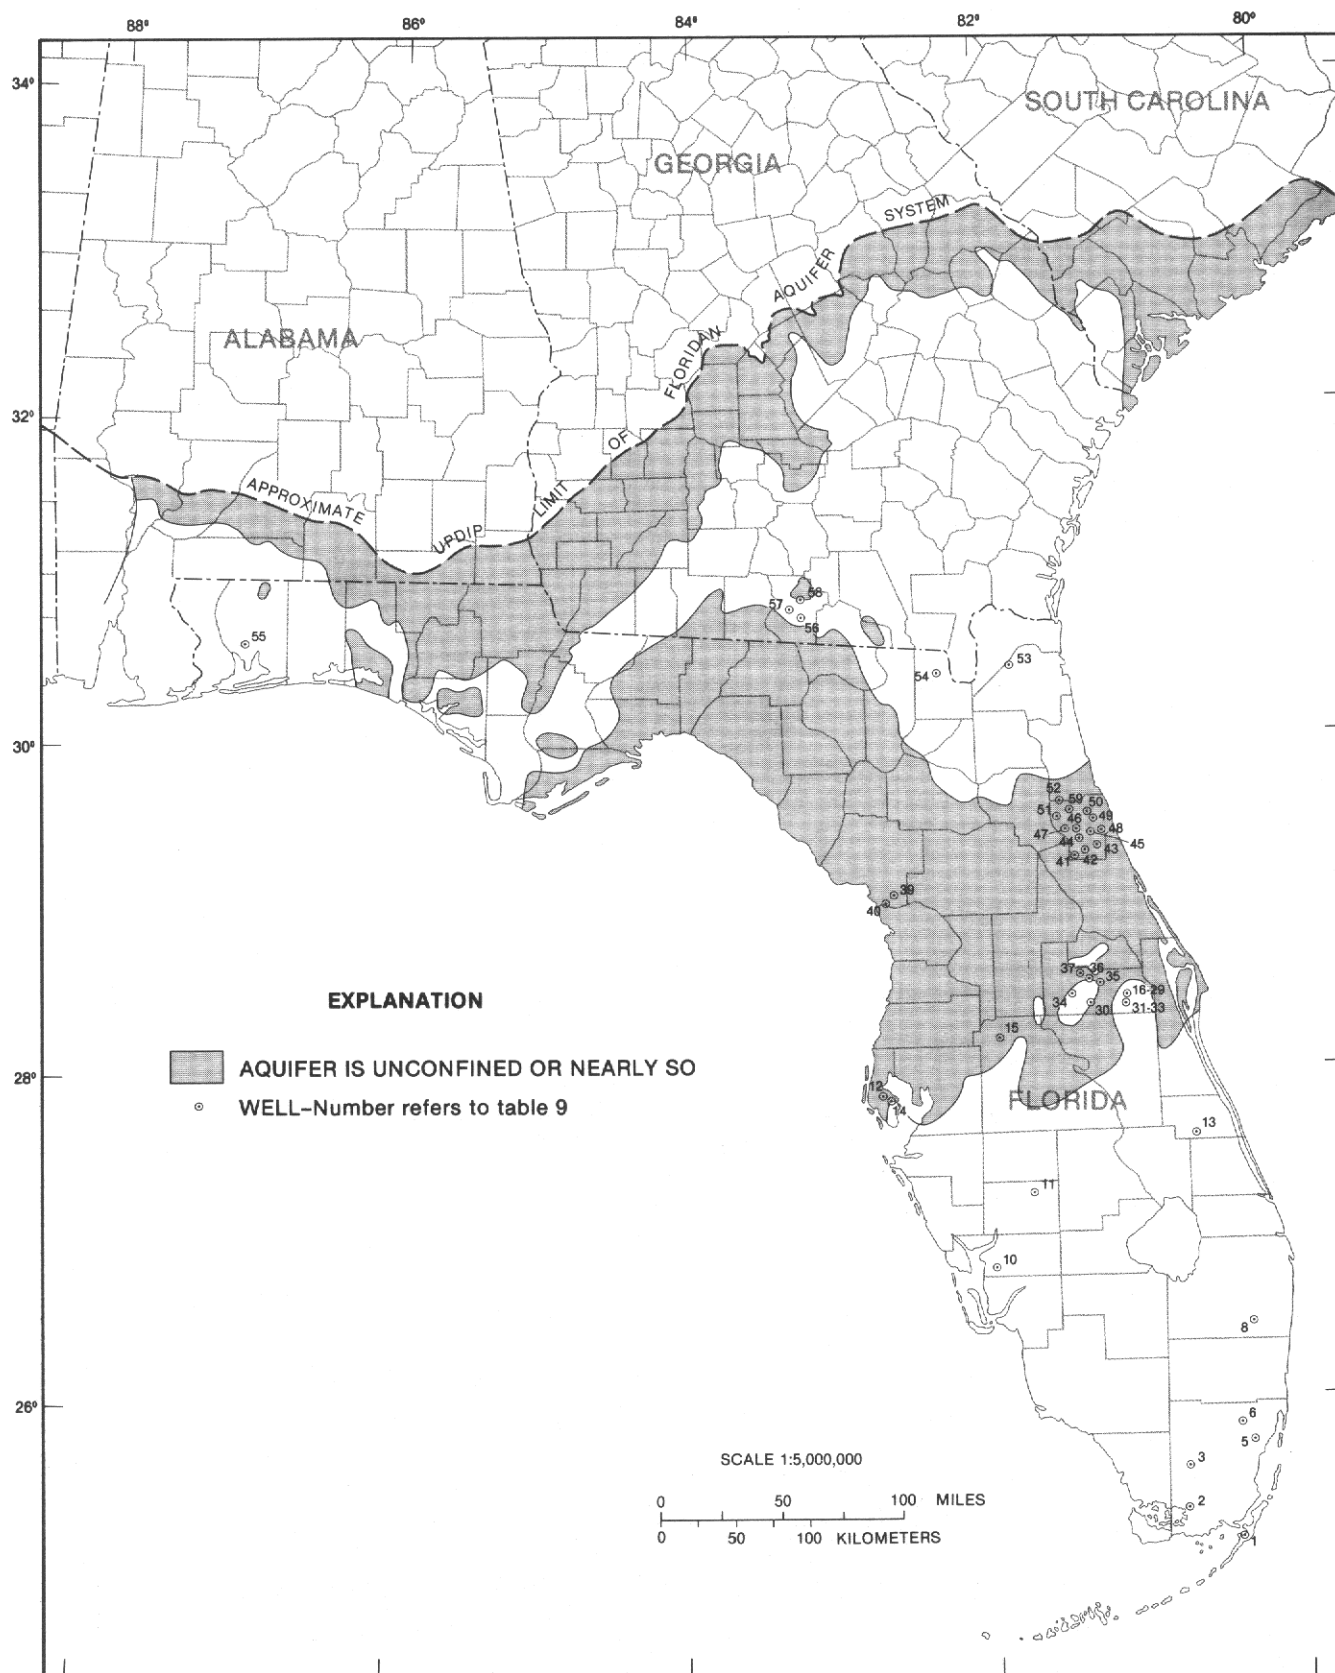 88° 86° 84° 82° 80°
34°
SOUTH CAROLINA
GEORGIA
SYSTEM
AQUIFER
ALABAMA
FLORIDAN
32°
OF
LIMIT
APPROXIMATE
UPDIP
58
57
56
55
53
54
30°
52
59
50
51
49
46
48
47
44
45
43
41
42
39
40
37
36
35
16-29
34
30
31-33
EXPLANATION
15
AQUIFER IS UNCONFINED OR NEARLY SO
28°
12
14
FLORIDA
WELL–Number refers to table 9
13
11
10
8
26°
6
5
3
2
1
SCALE 1:5,000,000
0 50 100 MILES
0 50 100 KILOMETERS